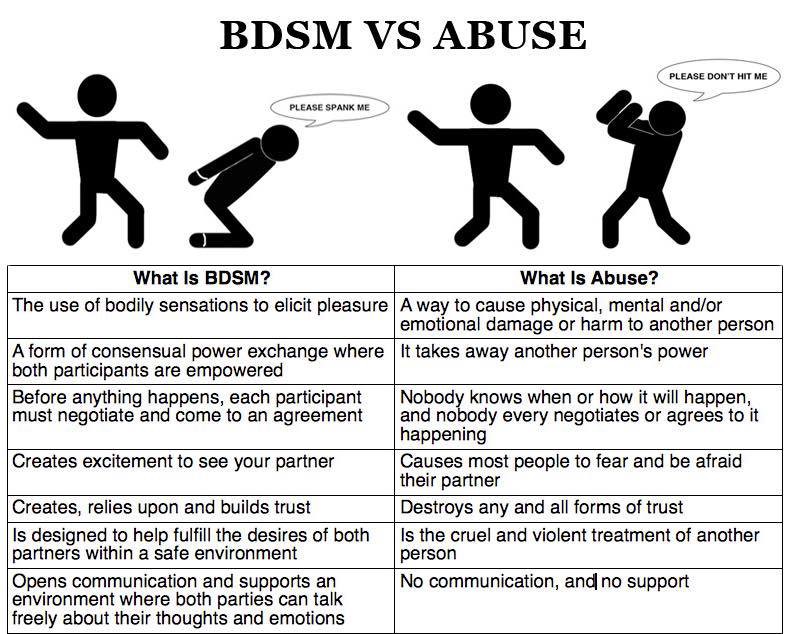 BDSM VS ABUSE
PLEASE SPANK ME
PLEASE DON'T HIT ME
What Is BDSM?
What Is Abuse?
The use of bodily sensations to elicit pleasure
A way to cause physical, mental and/or
emotional damage or harm to another person
A form of consensual power exchange where
both participants are empowered
It takes away another person's power
Before anything happens, each participant
must negotiate and come to an agreement
Nobody knows when or how it will happen,
and nobody every negotiates or agrees to it
happening
Creates excitement to see your partner
Causes most people to fear and be afraid
their partner
Creates, relies upon and builds trust
Destroys any and all forms of trust
Is designed to help fulfill the desires of both
partners within a safe environment
Is the cruel and violent treatment of another
person
Opens communication and supports an
environment where both parties can talk
freely about their thoughts and emotions
No communication, and no support